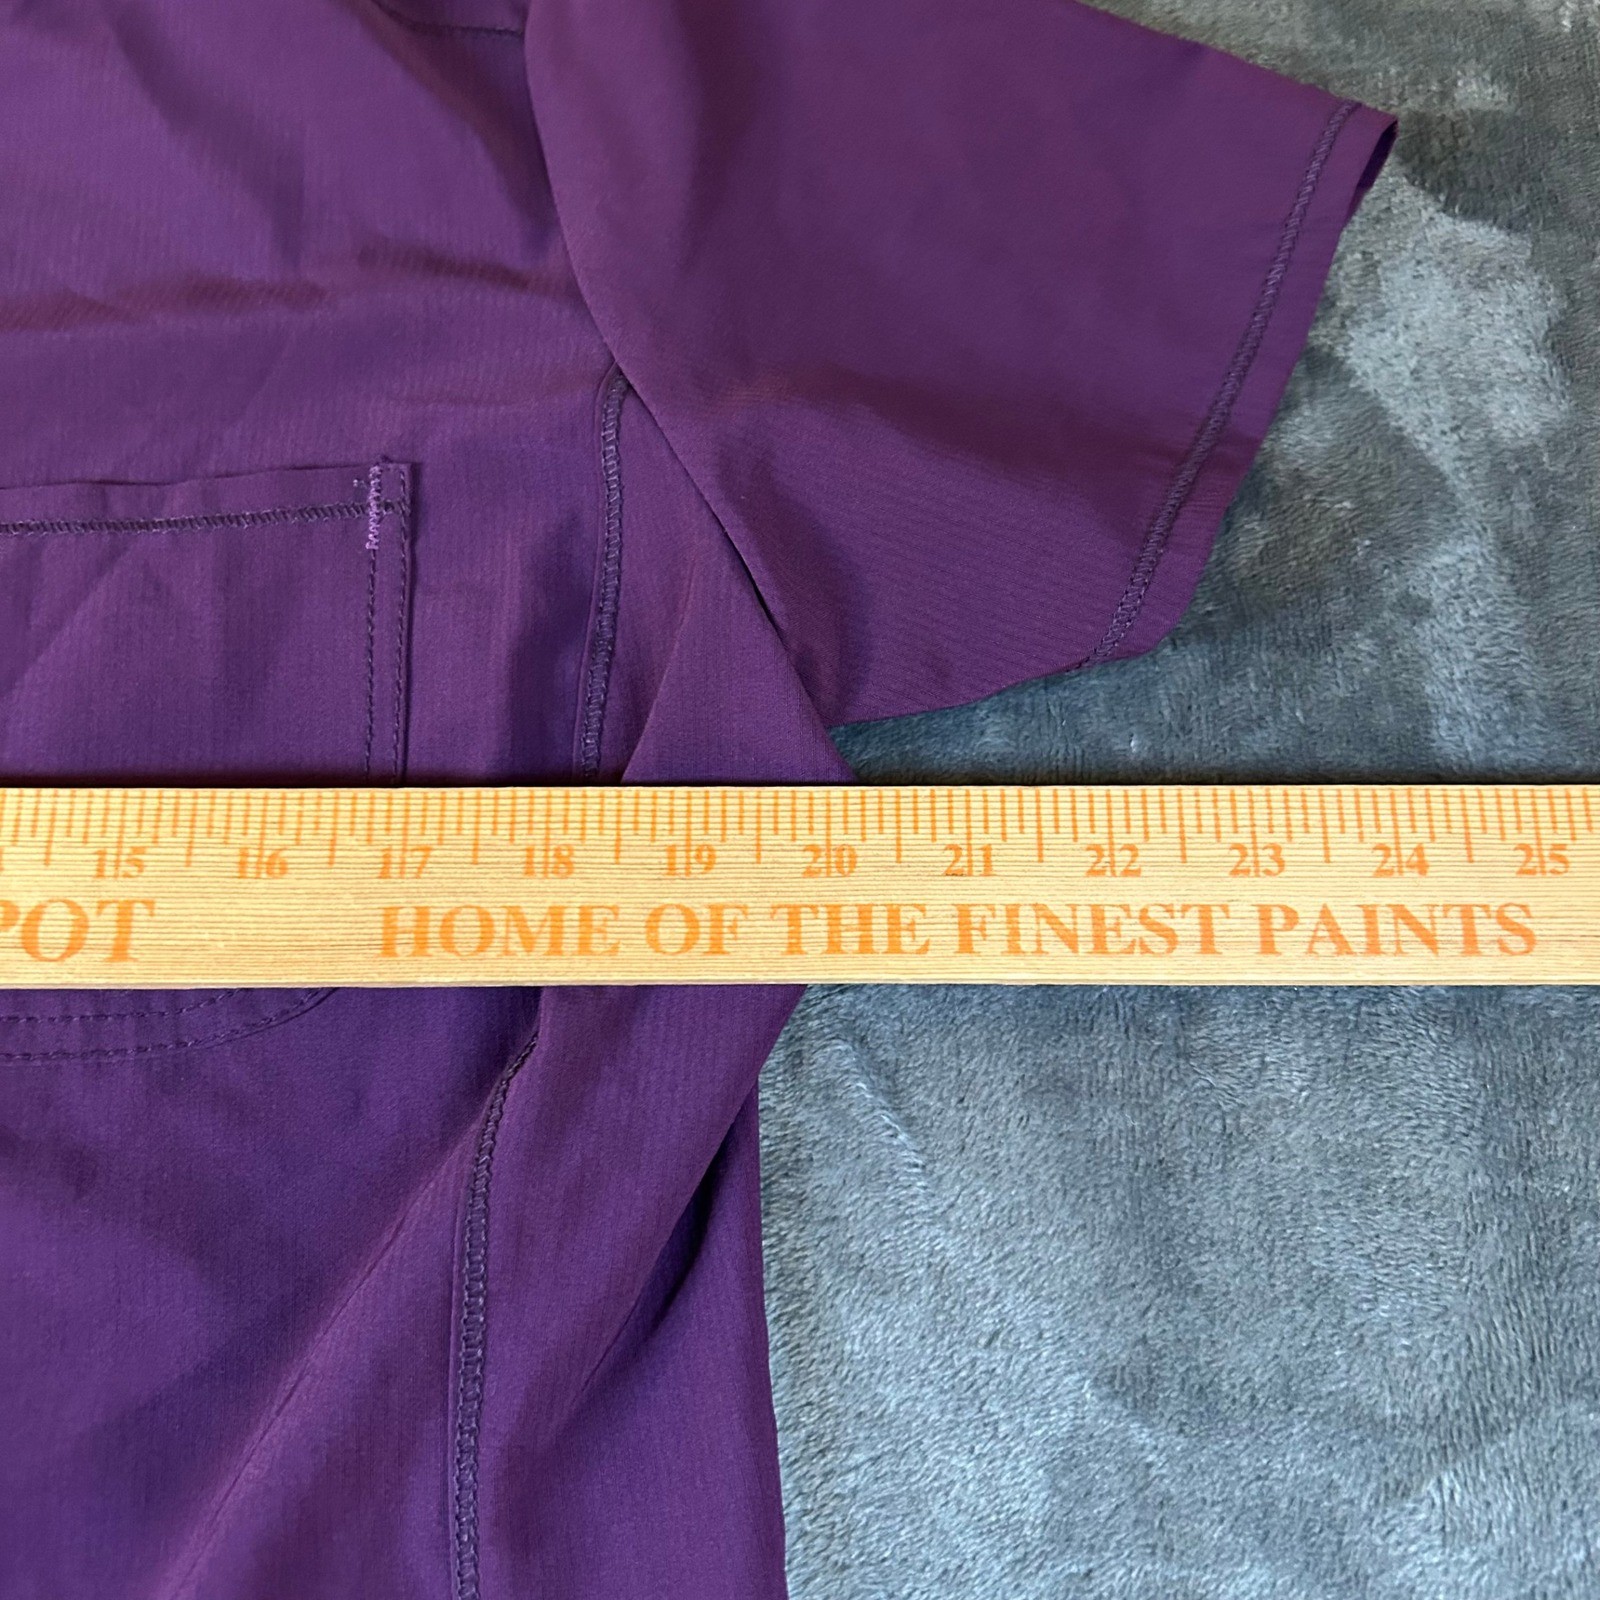 15 16 17 18 19 20 21 22 23 24 25
POT HOME OF THE FINEST PAINTS